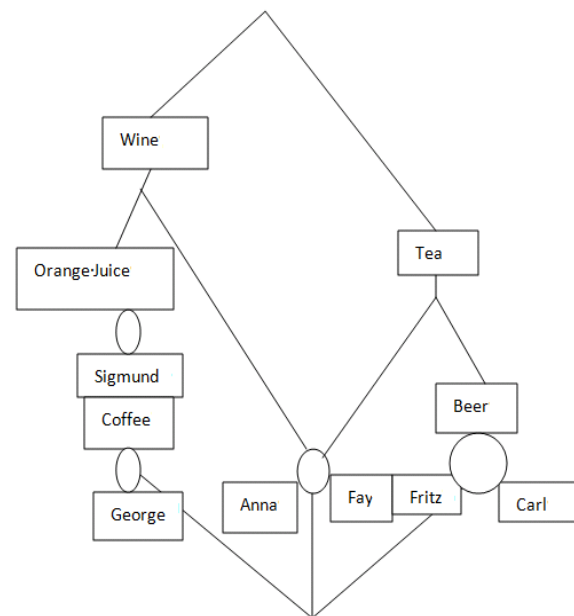 Wine
Tea
Orange·Juice
Sigmund
Beer
Coffee
Anna
Fay
Fritz
Carl
George